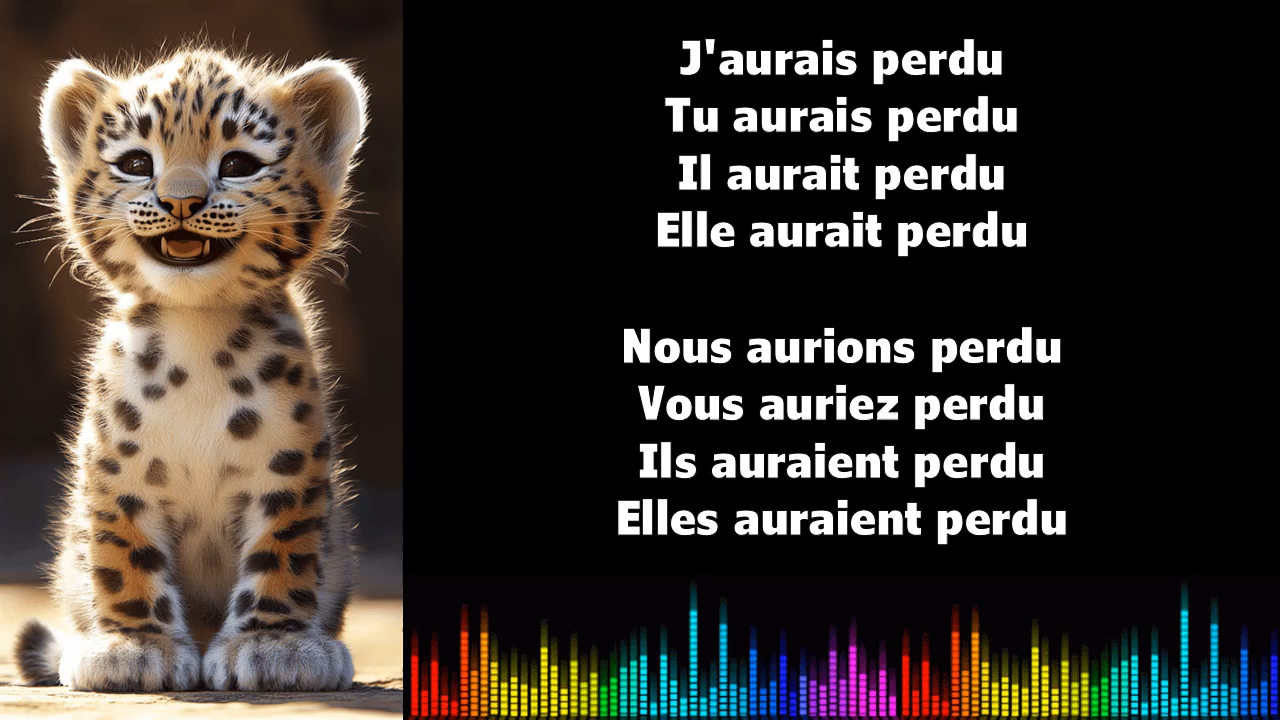 J'aurais perdu
Tu aurais perdu
Il aurait perdu
Elle aurait perdu
Nous aurions perdu
Vous auriez perdu
Ils auraient perdu
Elles auraient perdu